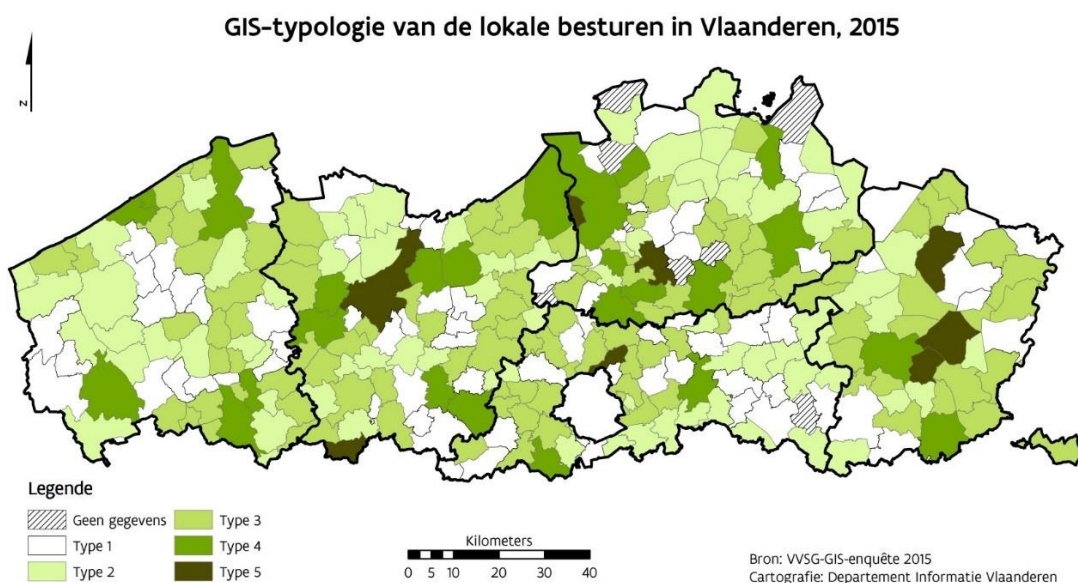 GIS-typologie van de lokale besturen in Vlaanderen, 2015
z
Legende
Geen gegevens
Type 1
Type 2
Type 3
Type 4
Type 5
Kilometers
0 5 10 20 30 40
Bron: VVSG-GIS-enquête 2015
Cartografie: Departement Informatie Vlaanderen